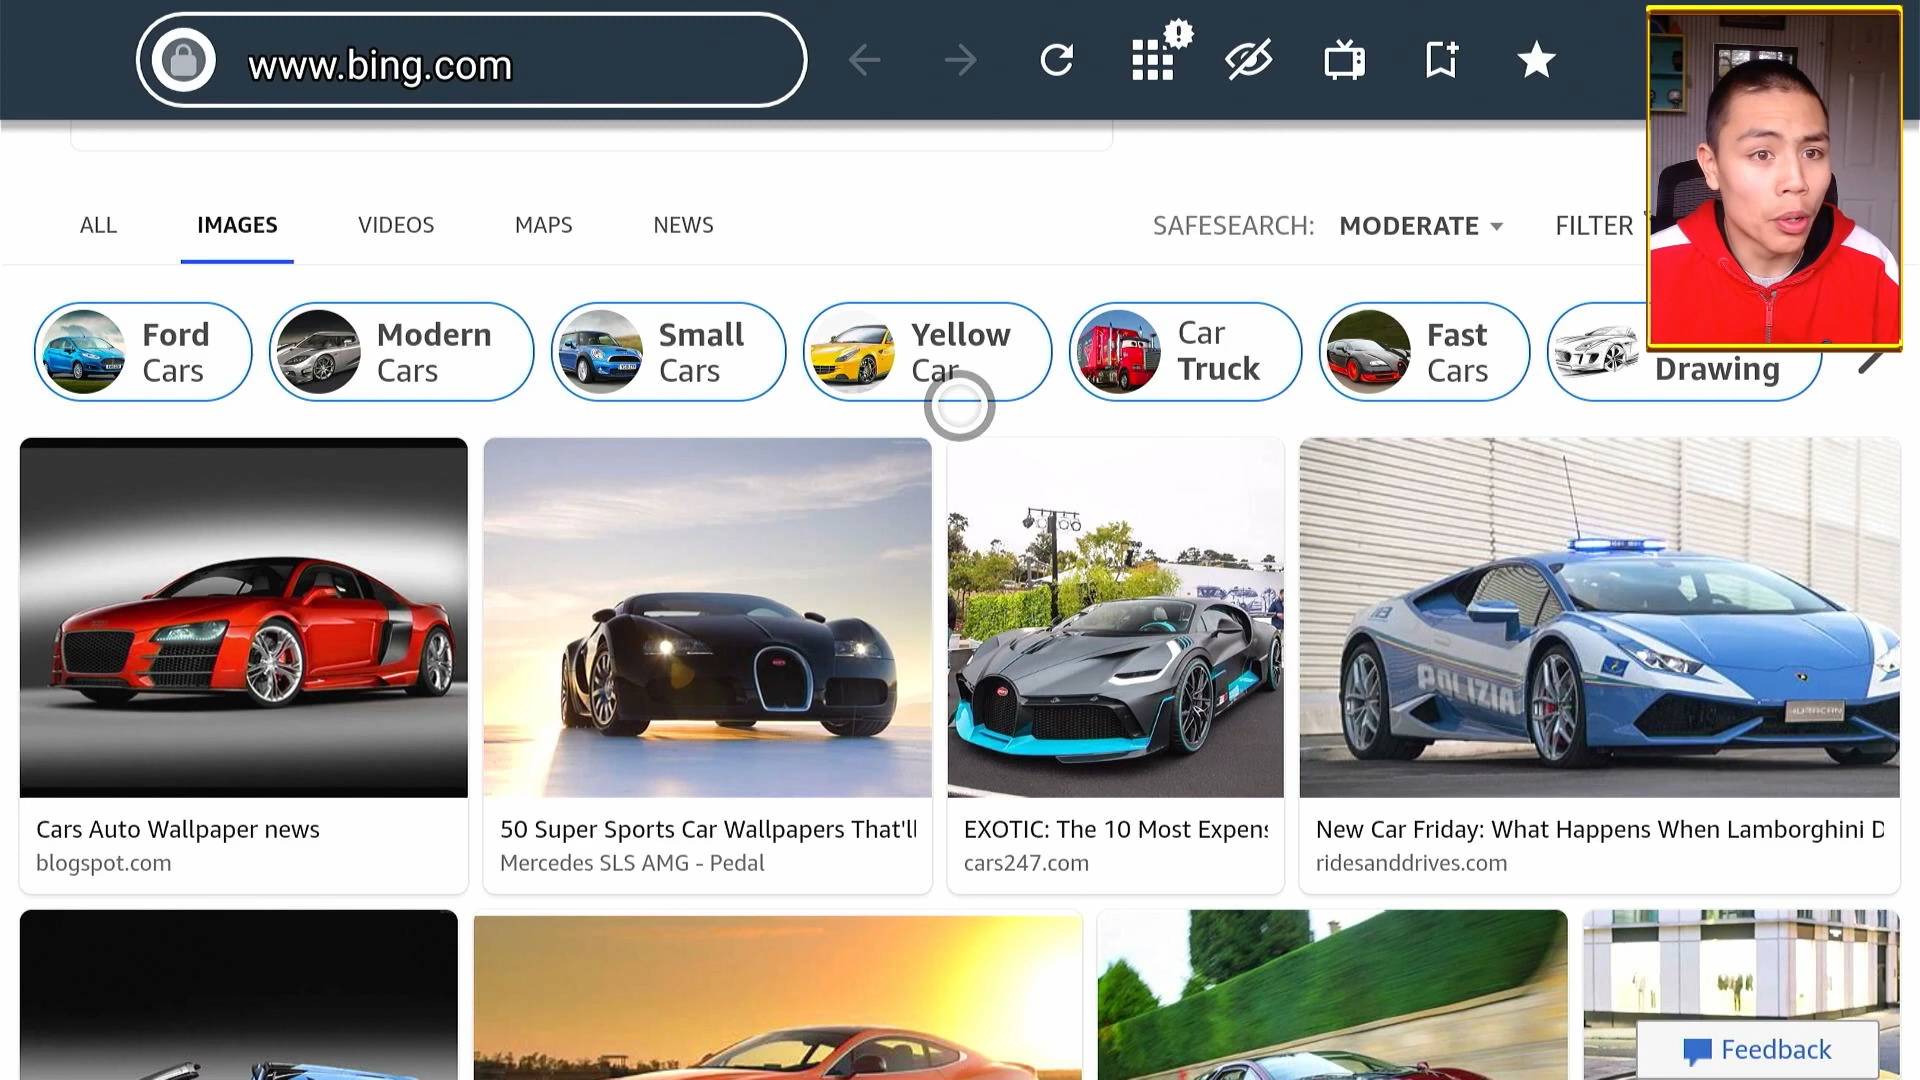 www.bing.com
ALL IMAGES VIDEOS MAPS NEWS SAFESEARCH: MODERATE FILTER
Ford Cars
Modern Cars
Small Cars
Yellow Car
Car Truck
Fast Cars
Drawing
POLIZIA
HURACAN
Cars Auto Wallpaper news
blogspot.com
50 Super Sports Car Wallpapers That'll
Mercedes SLS AMG - Pedal
EXOTIC: The 10 Most Expens
cars247.com
New Car Friday: What Happens When Lamborghini D
ridesanddrives.com
Feedback